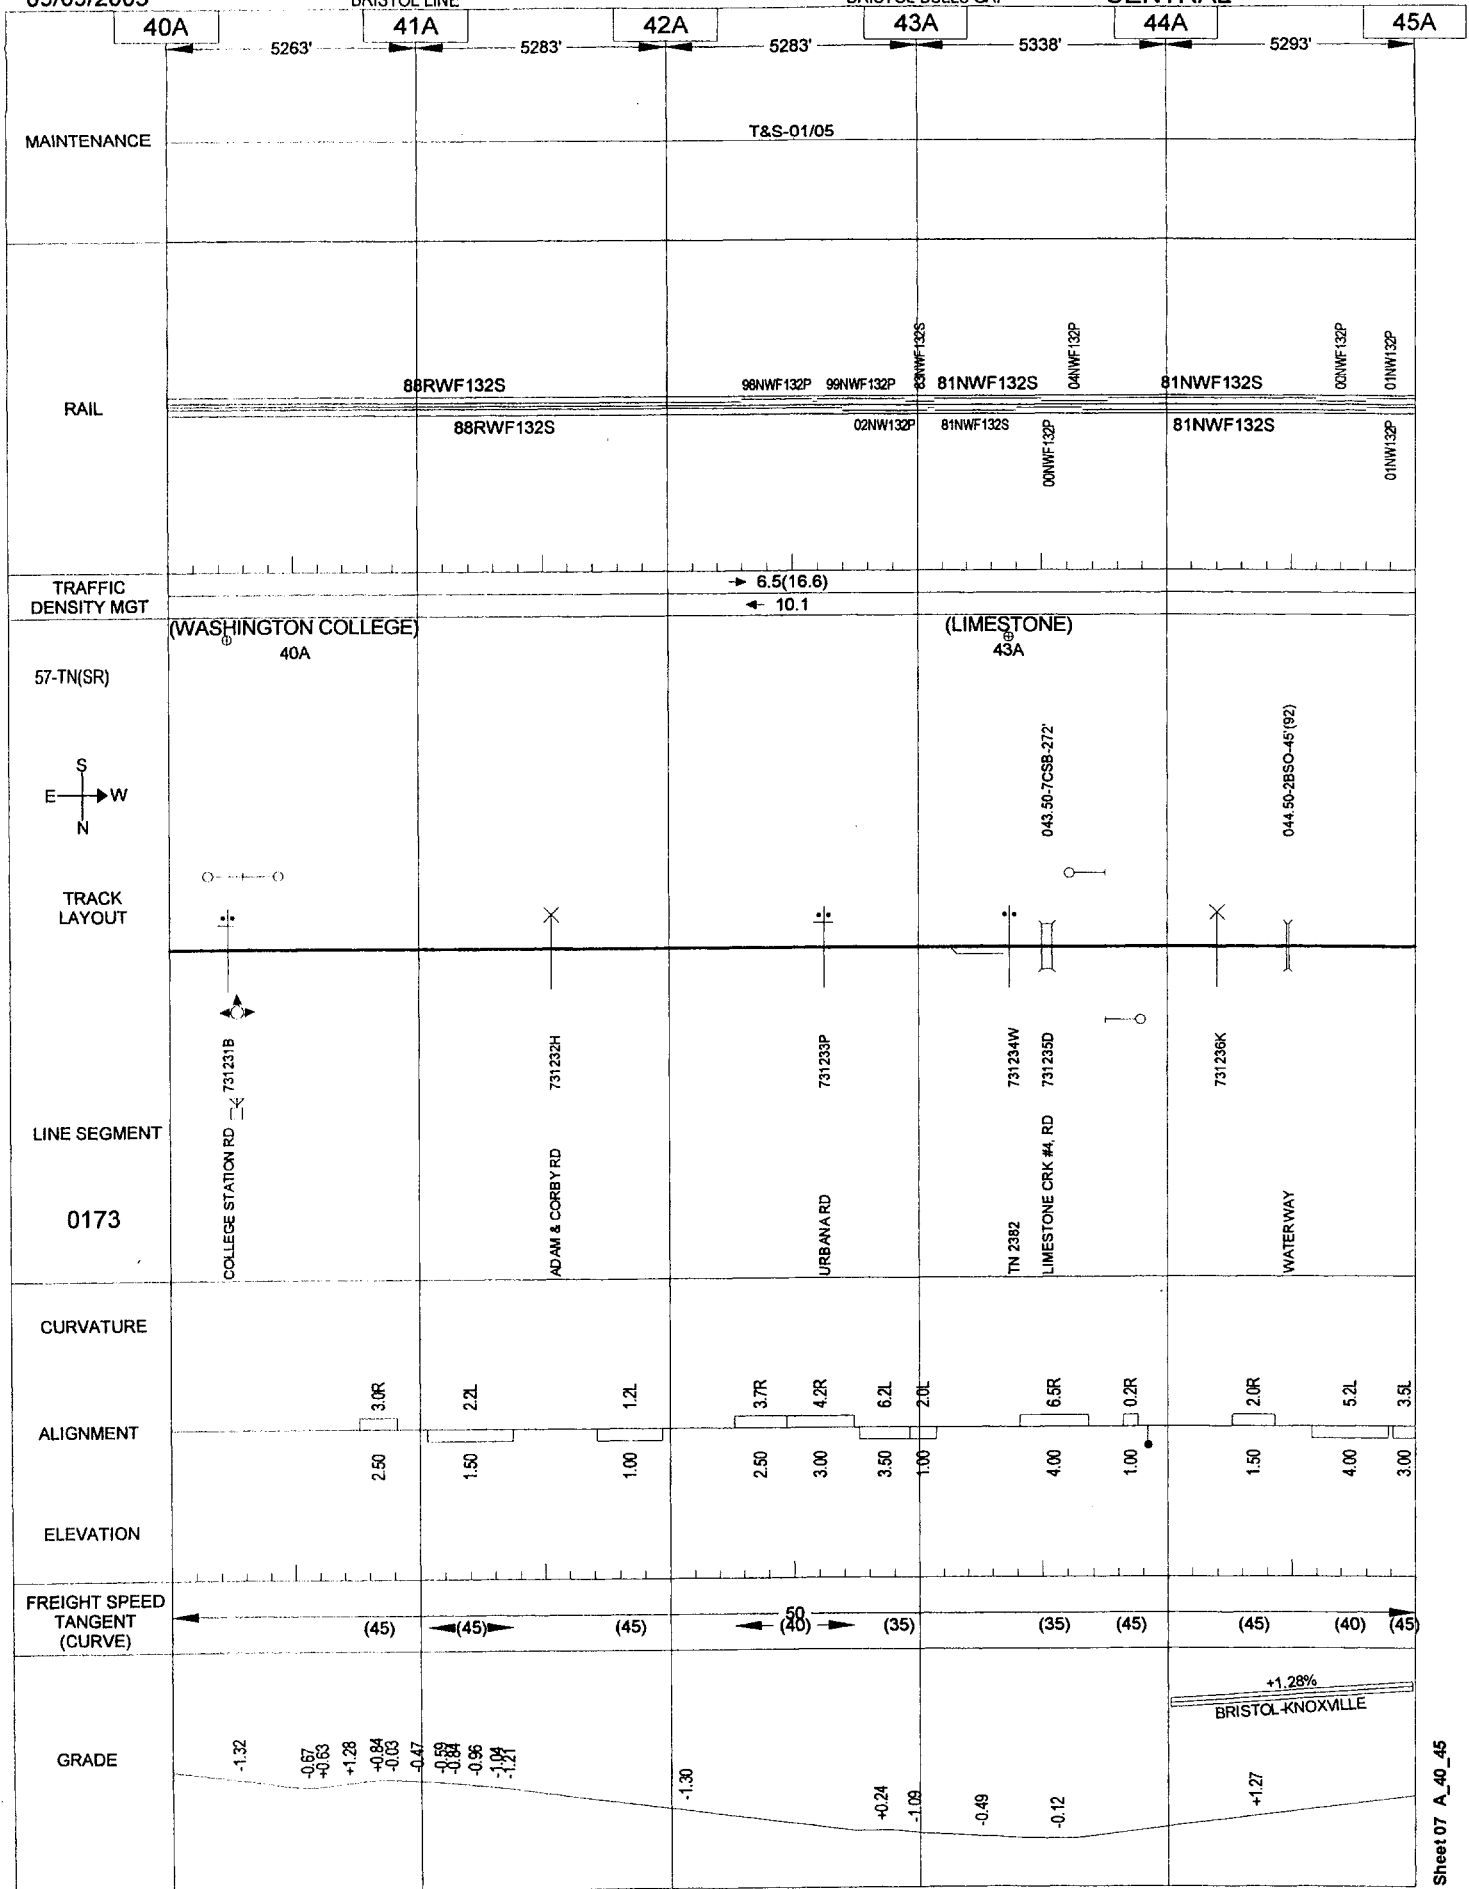 40A 41A 42A 43A 44A 45A
5263' 5283' 5283' 5338' 5293'
MAINTENANCE
T&S-01/05
RAIL
88RWF132S
98NWF132P 99NWF132P 83NWF132S 81NWF132S 04NWF132P 81NWF132S 00NWF132P 01NW132P
88RWF132S
02NW132P 81NWF132S 00NWF132P 81NWF132S 01NW132P
TRAFFIC
DENSITY MGT
6.5(16.6)
10.1
(WASHINGTON COLLEGE)
40A
(LIMESTONE)
43A
57-TN(SR)
S
E W
N
043.50-7CSB-272'
044.50-2BSO-45'(92)
TRACK
LAYOUT
731231B
731232H
731233P
731234W
731235D
731236K
LINE SEGMENT
0173
COLLEGE STATION RD
ADAM & CORBY RD
URBANA RD
TN 2382
LIMESTONE CRK #4, RD
WATERWAY
CURVATURE
3.0R 2.2L 1.2L 3.7R 4.2R 6.2L 2.0L 6.5R 0.2R 2.0R 5.2L 3.5L
ALIGNMENT
2.50 1.50 1.00 2.50 3.00 3.50 1.00 4.00 1.00 1.50 4.00 3.00
ELEVATION
FREIGHT SPEED
TANGENT
(CURVE)
50
(45) (45) (45) (40) (35) (35) (45) (45) (40) (45)
+1.28%
BRISTOL-KNOXVILLE
GRADE
-1.32 -0.67 +0.63 +1.28 +0.84 -0.03 -0.47 -0.59 -0.84 -0.96 -1.04 -1.21 -1.30 +0.24 -1.09 -0.49 -0.12 +1.27
Sheet 07 A_40_45